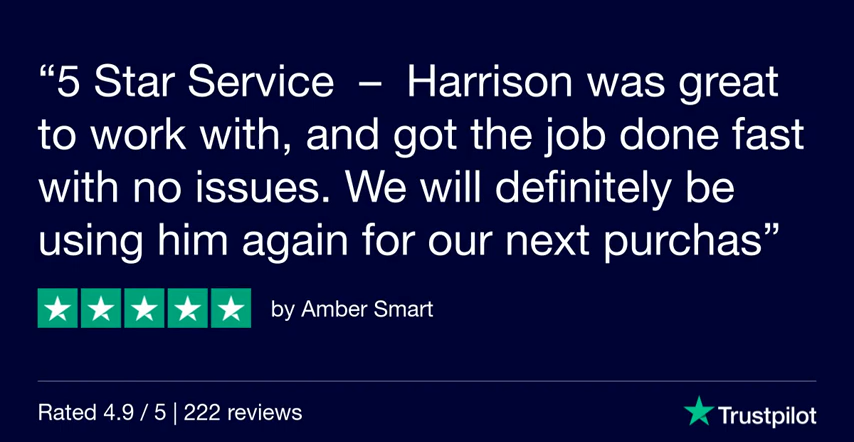 “5 Star Service – Harrison was great
to work with, and got the job done fast
with no issues. We will definitely be
using him again for our next purchas”
by Amber Smart
Rated 4.9 / 5 | 222 reviews
Trustpilot